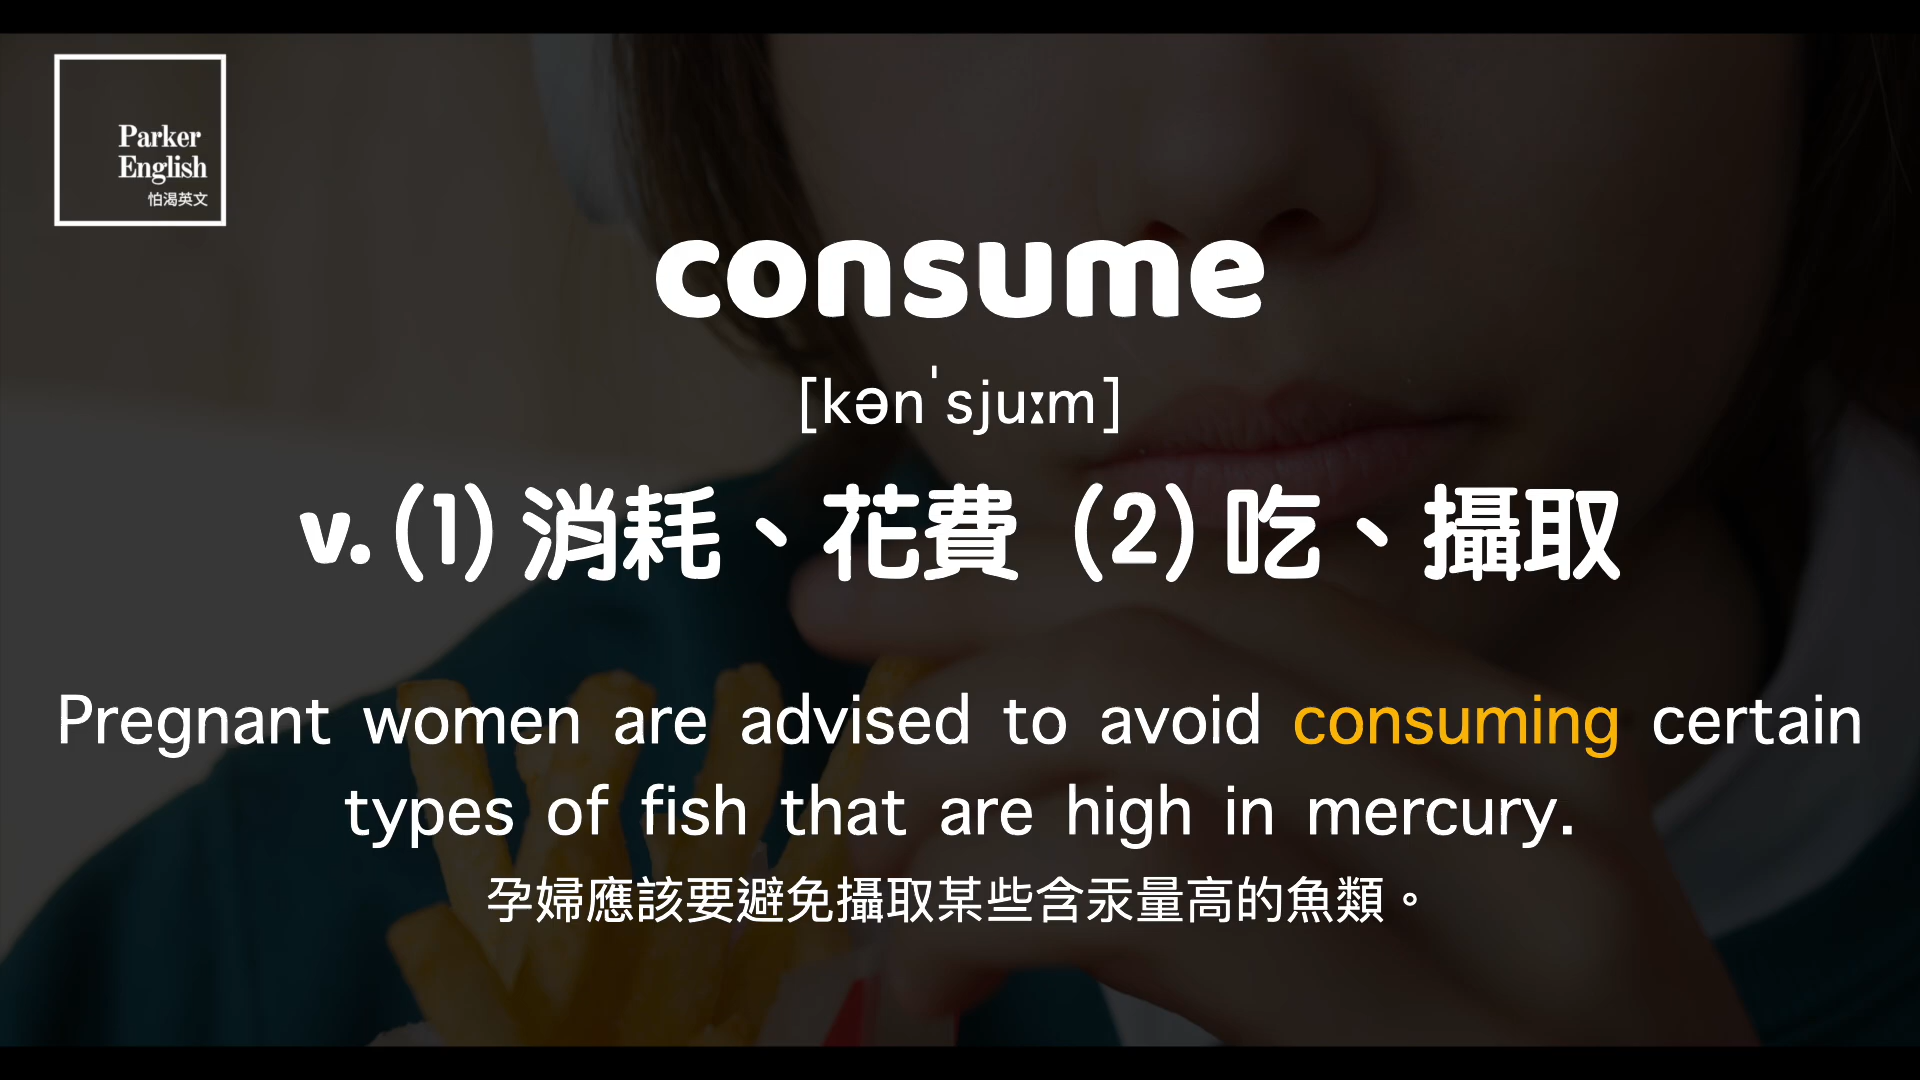 Parker
English
怕渴英文
consume
[kənˈsjuːm]
v. (1) 消耗、花費 (2) 吃、攝取
Pregnant women are advised to avoid consuming certain
types of fish that are high in mercury.
孕婦應該要避免攝取某些含汞量高的魚類。